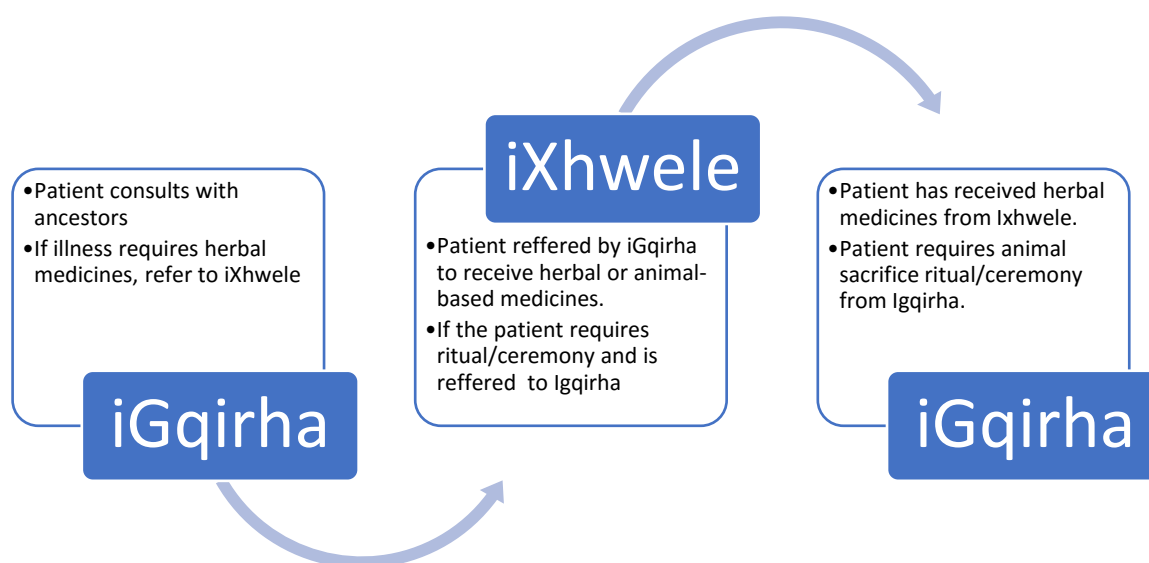 •Patient consults with
ancestors
•If illness requires herbal
medicines, refer to iXhwele
iGqirha
iXhwele
•Patient reffered by iGqirha
to receive herbal or animal-
based medicines.
•If the patient requires
ritual/ceremony and is
reffered to Igqirha
•Patient has received herbal
medicines from Ixhwele.
•Patient requires animal
sacrifice ritual/ceremony
from Igqirha.
iGqirha